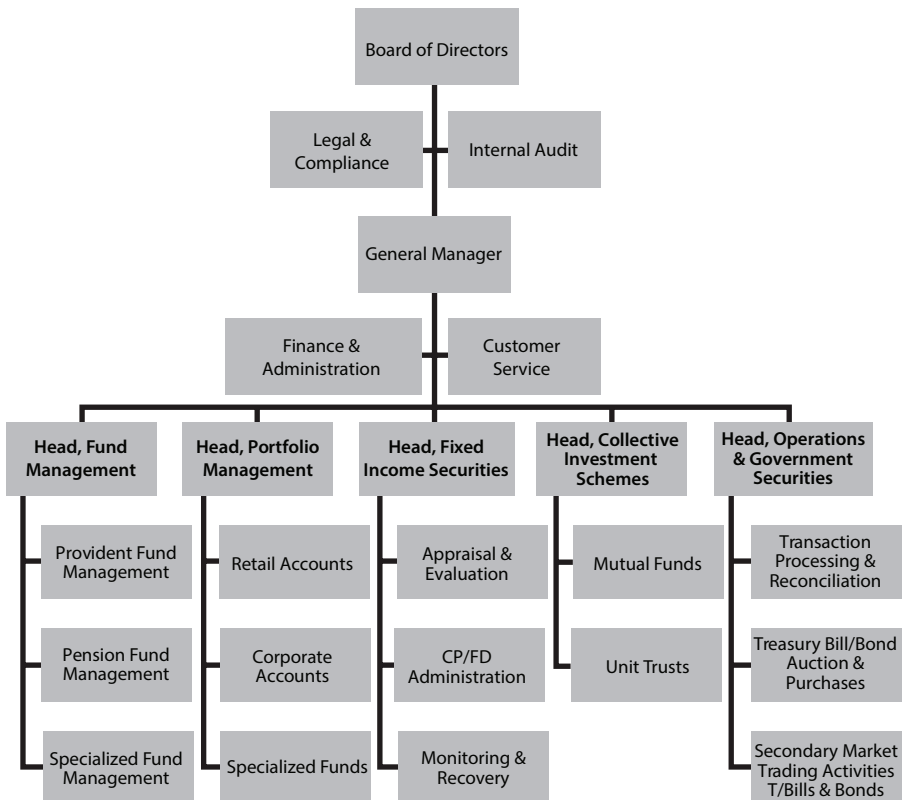 Board of Directors
Legal &
Compliance
Internal Audit
General Manager
Finance &
Administration
Customer
Service
Head, Fund
Management
Head, Portfolio
Management
Head, Fixed
Income Securities
Head, Collective
Investment
Schemes
Head, Operations
& Government
Securities
Provident Fund
Management
Retail Accounts
Appraisal &
Evaluation
Mutual Funds
Transaction
Processing &
Reconciliation
Pension Fund
Management
Corporate
Accounts
CP/FD
Administration
Unit Trusts
Treasury Bill/Bond
Auction &
Purchases
Specialized Fund
Management
Specialized Funds
Monitoring &
Recovery
Secondary Market
Trading Activities
T/Bills & Bonds